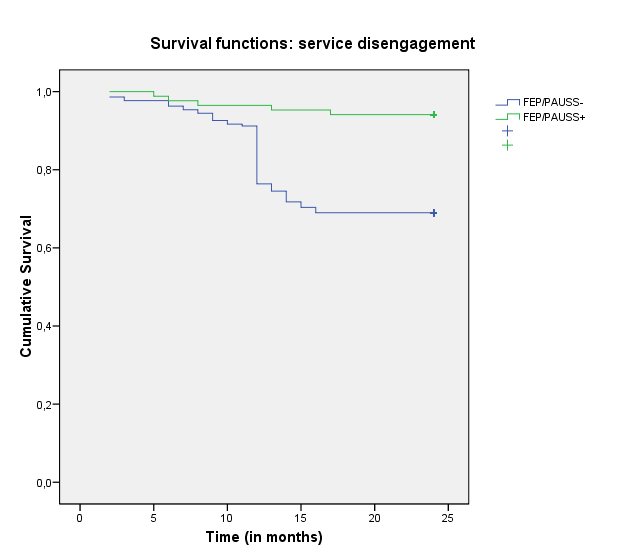 Survival functions: service disengagement
1,0
0,8
0,6
0,4
0,2
0,0
Cumulative Survival
0 5 10 15 20 25
Time (in months)
FEP/PAUSS-
FEP/PAUSS+